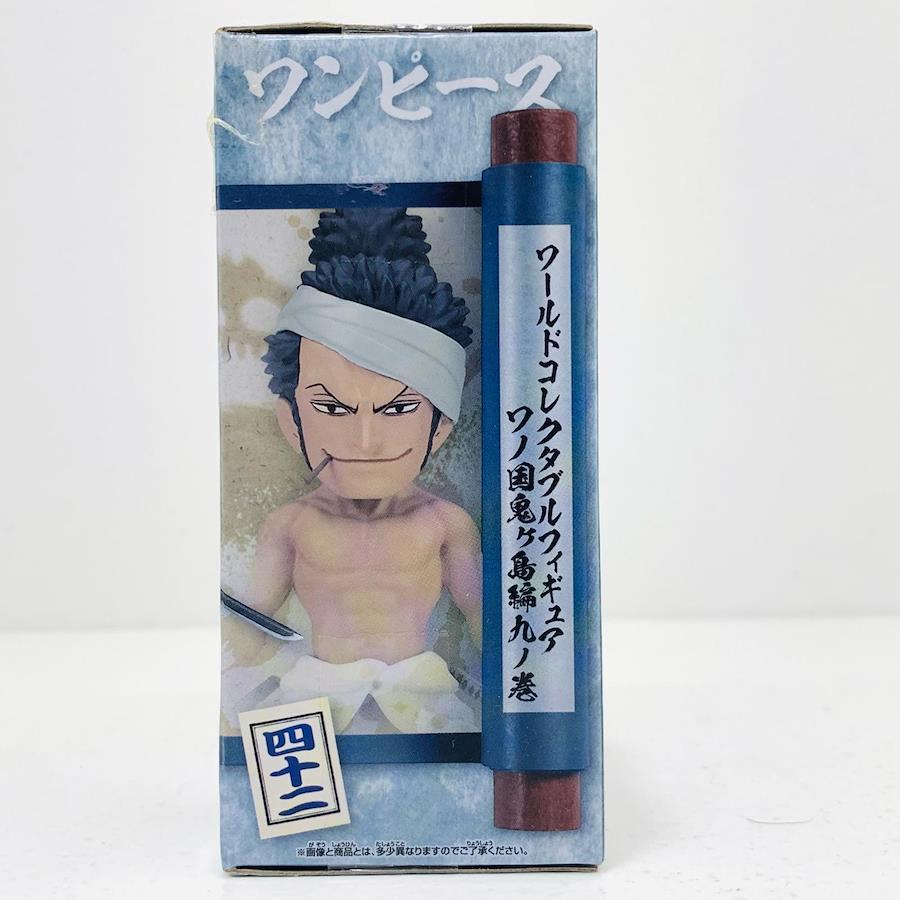 ワンピース
ワールドコレクタブルフィギュア
ワノ国鬼ヶ島編九ノ巻
四十二
※画像と商品とは、多少異なりますのでご了承ください。